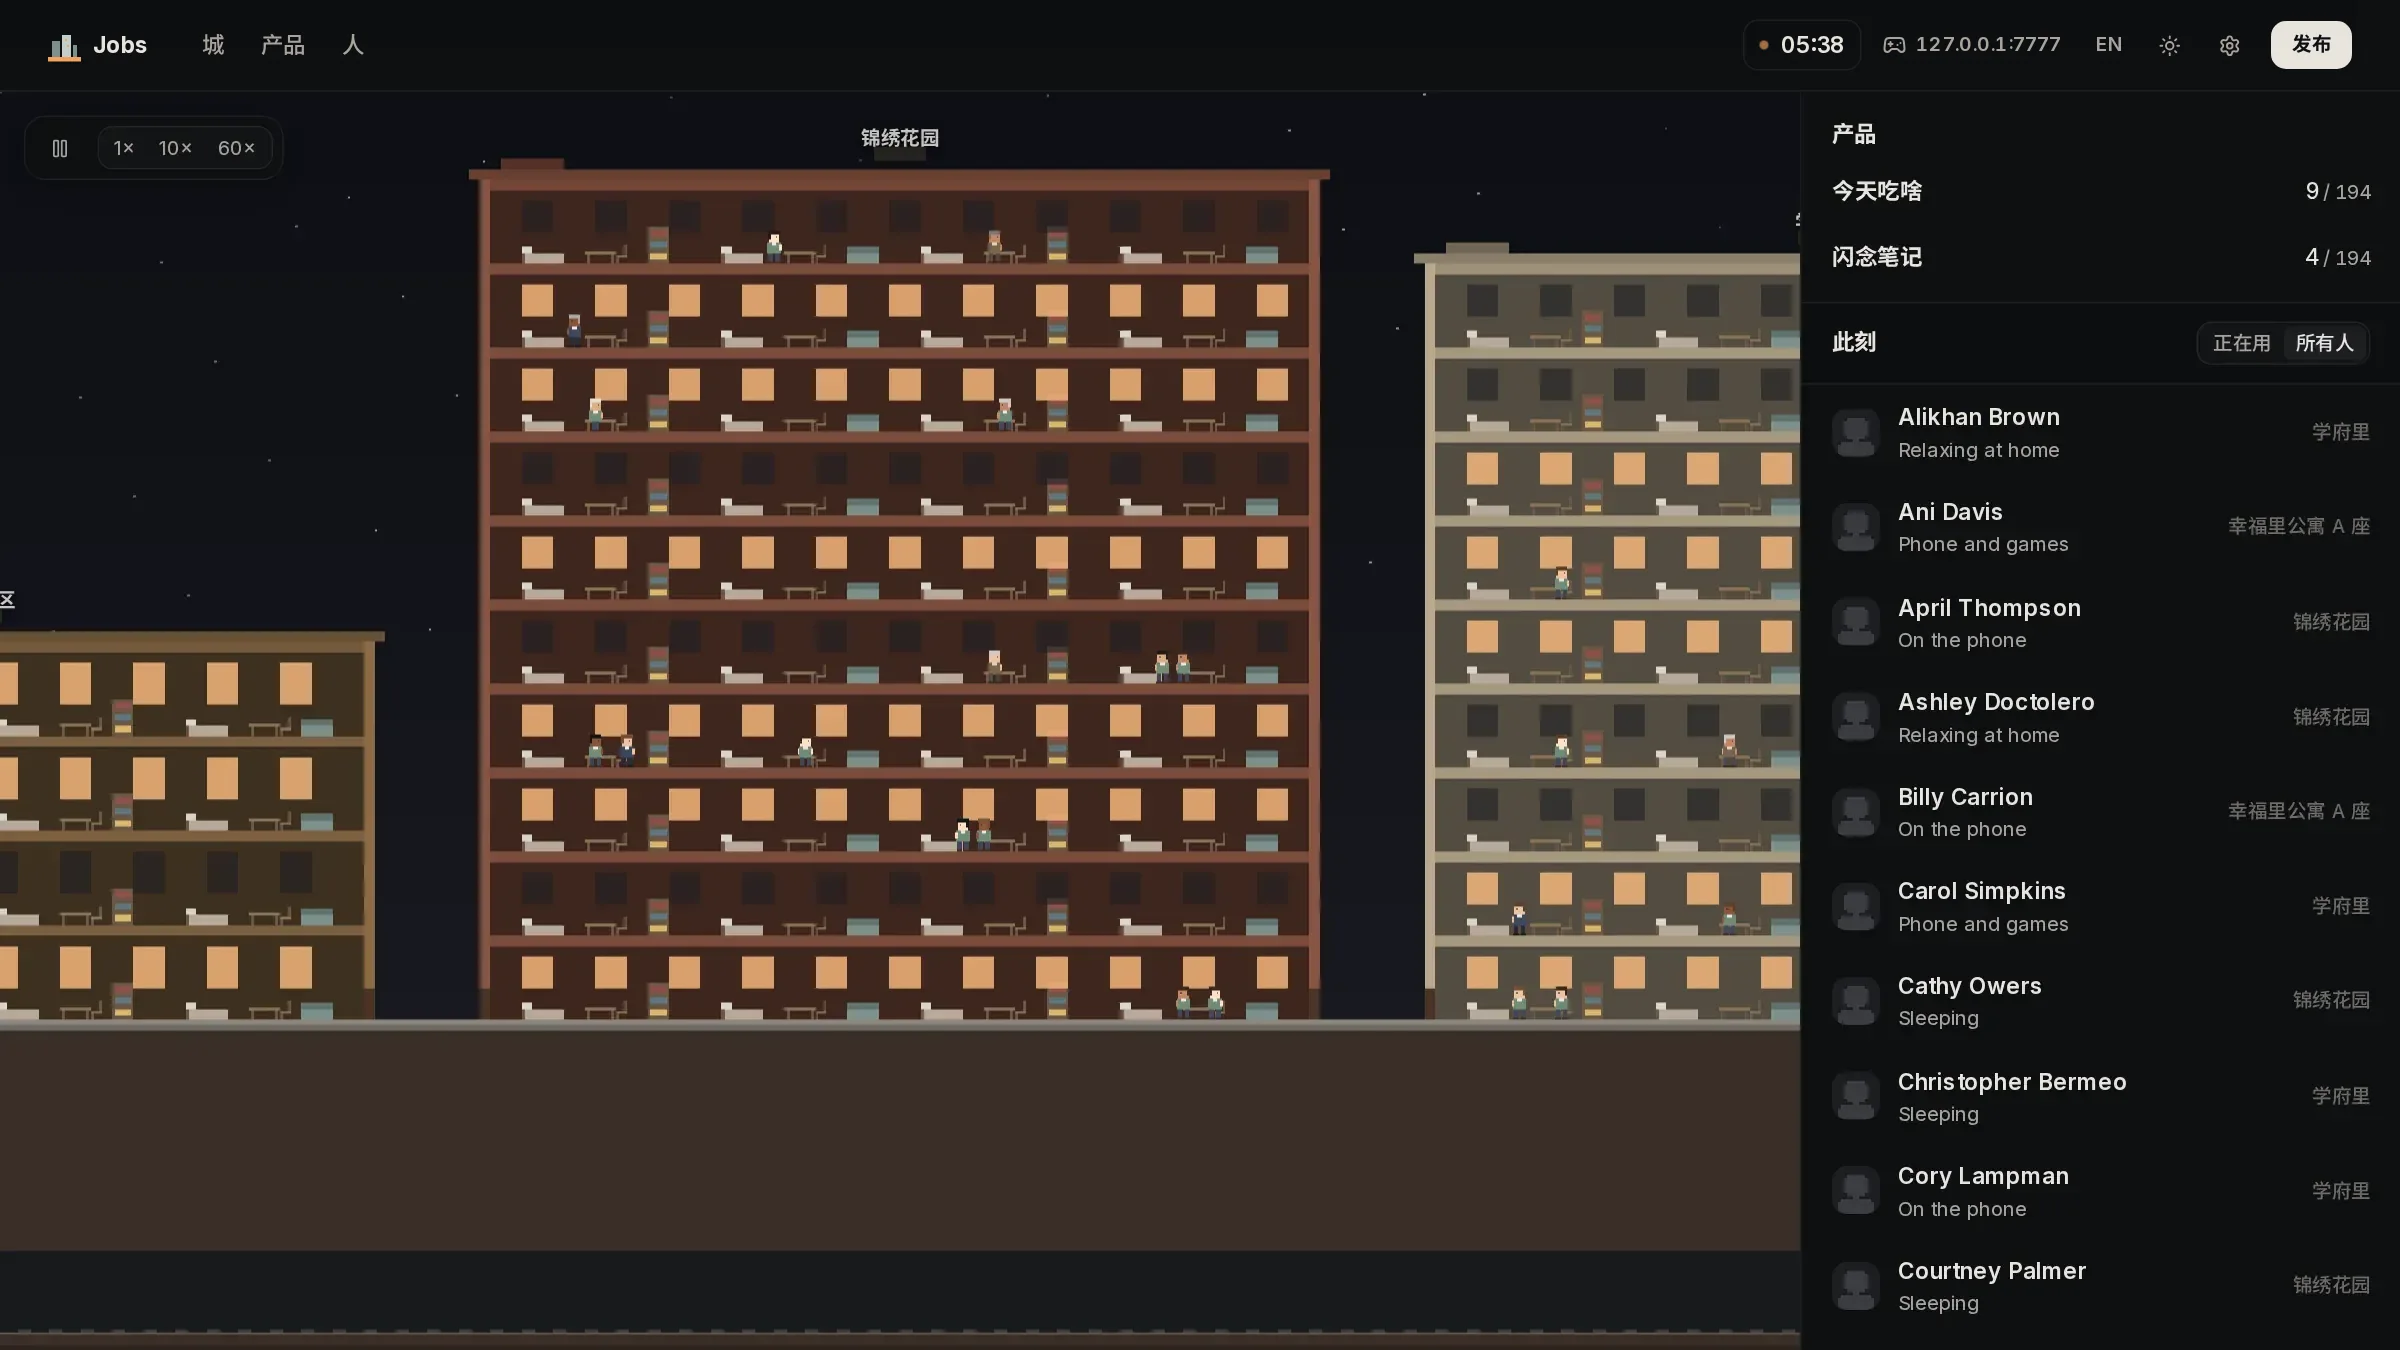 Jobs 城 产品 人 05:38 127.0.0.1:7777 EN 发布
1× 10× 60×
锦绣花园
区
产品
今天吃啥 9 / 194
闪念笔记 4 / 194
此刻 正在用 所有人
Alikhan Brown
Relaxing at home
学府里
Ani Davis
Phone and games
幸福里公寓 A 座
April Thompson
On the phone
锦绣花园
Ashley Doctolero
Relaxing at home
锦绣花园
Billy Carrion
On the phone
幸福里公寓 A 座
Carol Simpkins
Phone and games
学府里
Cathy Owers
Sleeping
锦绣花园
Christopher Bermeo
Sleeping
学府里
Cory Lampman
On the phone
学府里
Courtney Palmer
Sleeping
锦绣花园